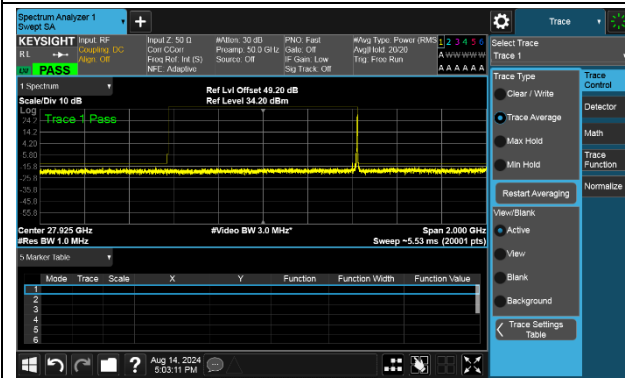 Spectrum Analyzer 1
Swept SA
Trace
KEYSIGHT Input: RF
RL Coupling: DC
Align: Off
PASS
Input Z: 50 Ω
Corr CCorr
Freq Ref: Int (S)
NFE: Adaptive
#Atten: 30 dB
Preamp: 50.0 GHz
Source: Off
PNO: Fast
Gate: Off
IF Gain: Low
Sig Track: Off
#Avg Type: Power (RMS)
Avg|Hold: 20/20
Trig: Free Run
1 2 3 4 5 6
A W W W W W
A A A A A A
Select Trace
Trace 1
1 Spectrum
Scale/Div 10 dB
Ref Lvl Offset 49.20 dB
Ref Level 34.20 dBm
Log
Trace 1 Pass
24.2
14.2
4.20
-5.80
-15.8
-25.8
-35.8
-45.8
-55.8
Center 27.925 GHz
#Res BW 1.0 MHz
#Video BW 3.0 MHz*
Span 2.000 GHz
Sweep ~5.53 ms (20001 pts)
5 Marker Table
Mode Trace Scale X Y Function Function Width Function Value
1
2
3
4
5
6
Trace Type
Clear / Write
Trace Average
Max Hold
Min Hold
Restart Averaging
View/Blank
Active
View
Blank
Background
Trace Settings
Table
Trace
Control
Detector
Math
Trace
Function
Normalize
Aug 14, 2024
5:03:11 PM